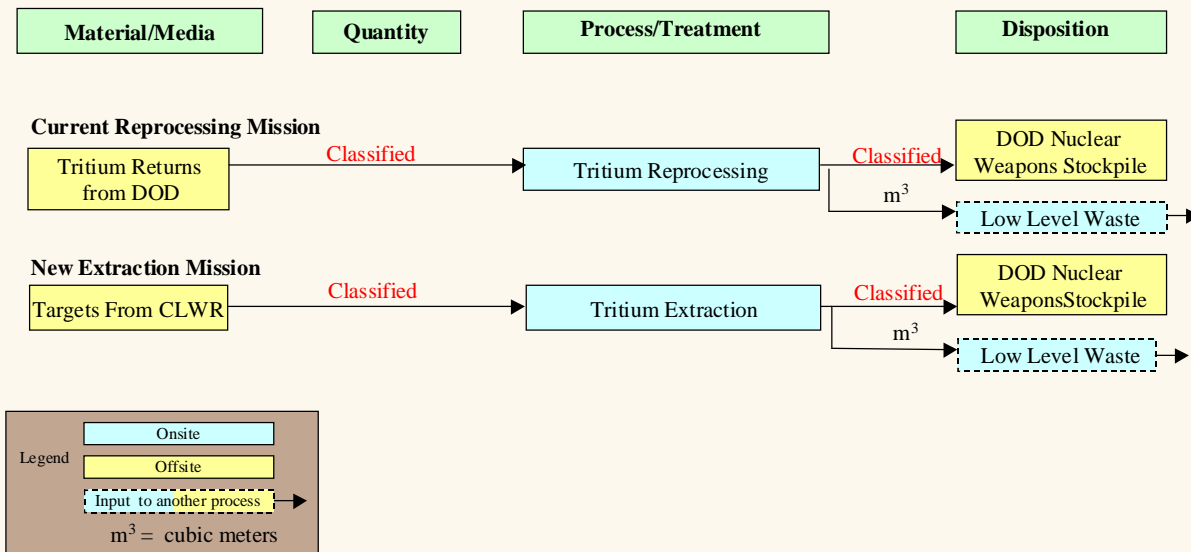 Material/Media
Quantity
Process/Treatment
Disposition
Current Reprocessing Mission
Tritium Returns
from DOD
Classified
Tritium Reprocessing
Classified
m³
DOD Nuclear
Weapons Stockpile
Low Level Waste
New Extraction Mission
Targets From CLWR
Classified
Tritium Extraction
Classified
m³
DOD Nuclear
WeaponsStockpile
Low Level Waste
Legend
Onsite
Offsite
Input to another process
m³ = cubic meters